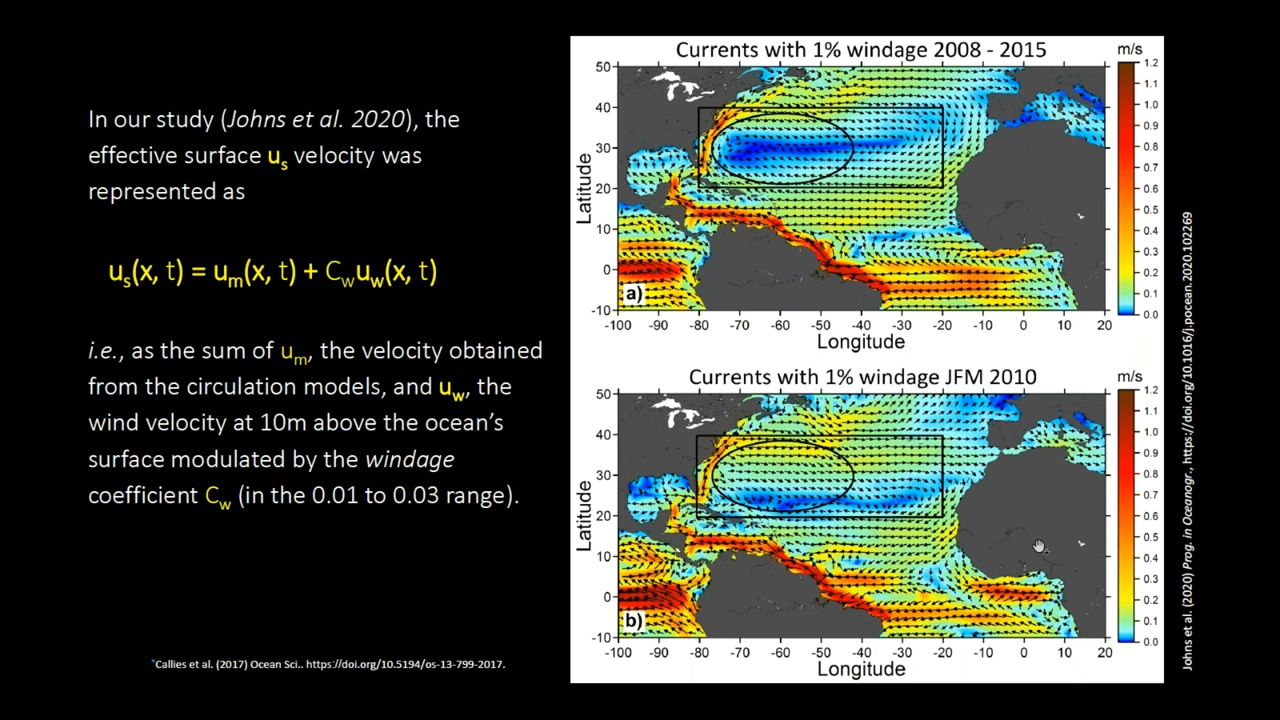 In our study (Johns et al. 2020), the
effective surface us velocity was
represented as
us(x, t) = um(x, t) + Cwuw(x, t)
i.e., as the sum of um, the velocity obtained
from the circulation models, and uw, the
wind velocity at 10m above the ocean's
surface modulated by the windage
coefficient Cw (in the 0.01 to 0.03 range).
*Callies et al. (2017) Ocean Sci.. https://doi.org/10.5194/os-13-799-2017.
Currents with 1% windage 2008 - 2015
m/s
Latitude
50
40
30
20
10
0
-10
a)
-100 -90 -80 -70 -60 -50 -40 -30 -20 -10 0 10 20
Longitude
1.2
1.1
1.0
0.9
0.8
0.7
0.6
0.5
0.4
0.3
0.2
0.1
0.0
Currents with 1% windage JFM 2010
m/s
Latitude
50
40
30
20
10
0
-10
b)
-100 -90 -80 -70 -60 -50 -40 -30 -20 -10 0 10 20
Longitude
1.2
1.1
1.0
0.9
0.8
0.7
0.6
0.5
0.4
0.3
0.2
0.1
0.0
Johns et al. (2020) Prog. in Oceanogr., https://doi.org/10.1016/j.pocean.2020.102269